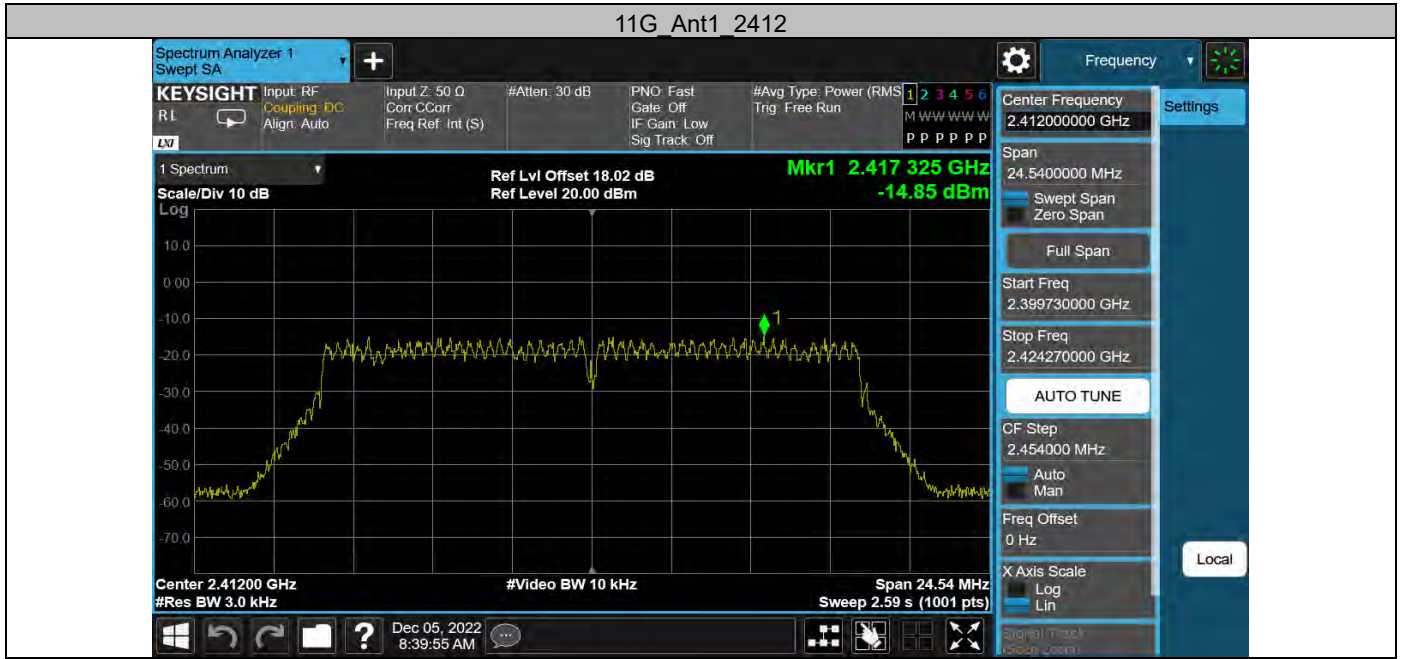 11G_Ant1_2412
Spectrum Analyzer 1
Swept SA
+
Frequency
KEYSIGHT
RL
LXI
Input: RF
Coupling: DC
Align: Auto
Input Z: 50 Ω
Corr CCorr
Freq Ref: Int (S)
#Atten: 30 dB
PNO: Fast
Gate: Off
IF Gain: Low
Sig Track: Off
#Avg Type: Power (RMS
Trig: Free Run
1 2 3 4 5 6
M W W W W W
P P P P P P
1 Spectrum
Scale/Div 10 dB
Ref Lvl Offset 18.02 dB
Ref Level 20.00 dBm
Mkr1 2.417 325 GHz
-14.85 dBm
Log
10.0
0.00
-10.0
-20.0
-30.0
-40.0
-50.0
-60.0
-70.0
1
Center 2.41200 GHz
#Video BW 10 kHz
Span 24.54 MHz
#Res BW 3.0 kHz
Sweep 2.59 s (1001 pts)
Center Frequency
2.412000000 GHz
Settings
Span
24.5400000 MHz
Swept Span
Zero Span
Full Span
Start Freq
2.399730000 GHz
Stop Freq
2.424270000 GHz
AUTO TUNE
CF Step
2.454000 MHz
Auto
Man
Freq Offset
0 Hz
X Axis Scale
Log
Lin
Signal Track
(Span Zoom)
Local
?
Dec 05, 2022
8:39:55 AM